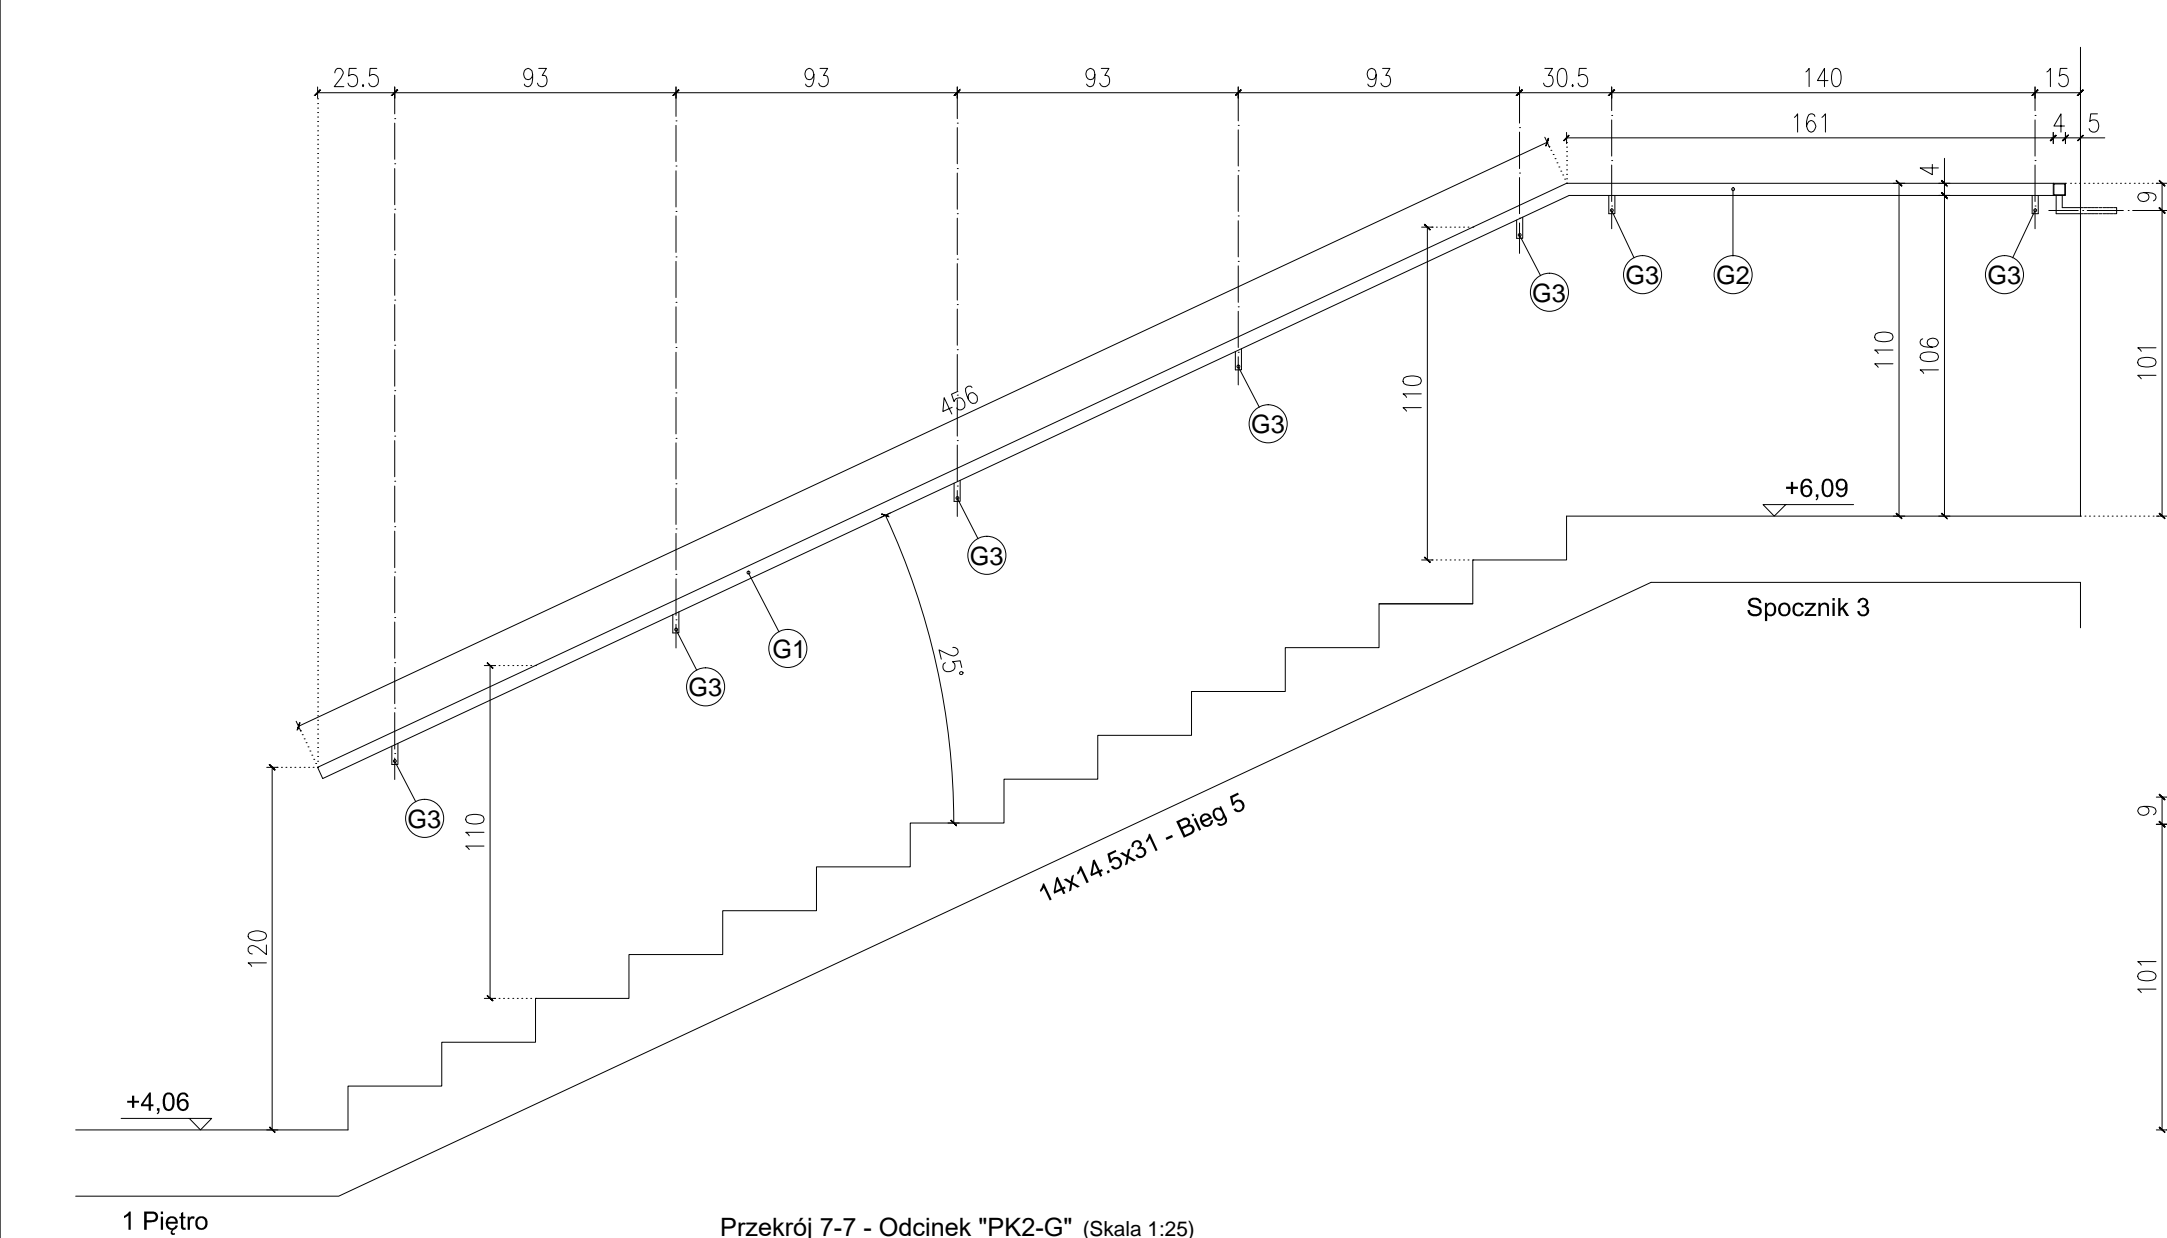 25.5 93 93 93 93 30.5 140 15
161 4 5
4
9
G3 G3 G2 G3
110 106 101
110
456
G3
+6,09
G3
Spocznik 3
G1
25°
G3
9
14x14.5x31 - Bieg 5
G3
110
120
101
+4,06
1 Piętro
Przekrój 7-7 - Odcinek "PK2-G" (Skala 1:25)